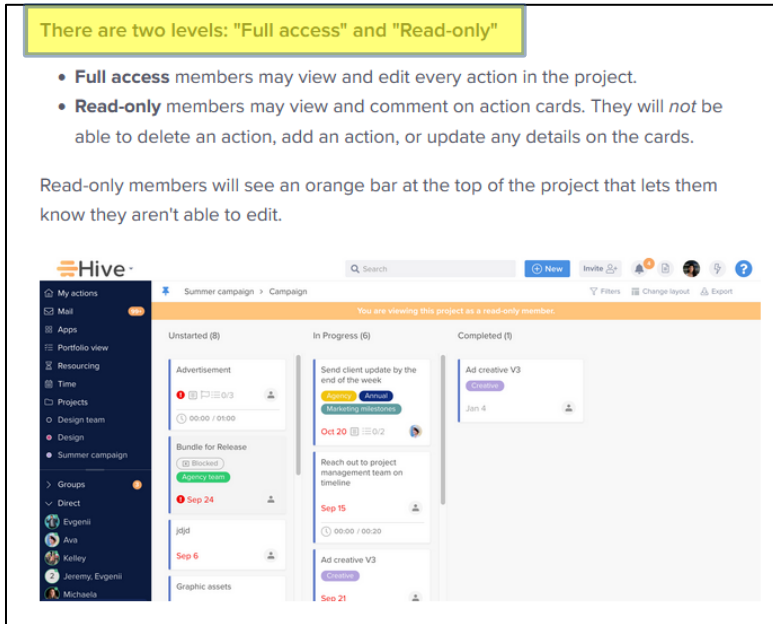 There are two levels: "Full access" and "Read-only"
• Full access members may view and edit every action in the project.
• Read-only members may view and comment on action cards. They will not be
able to delete an action, add an action, or update any details on the cards.
Read-only members will see an orange bar at the top of the project that lets them
know they aren't able to edit.
Hive
Search
New
Invite
4
?
My actions
Mail
99+
Apps
Portfolio view
Resourcing
Time
Projects
Design team
Design
Summer campaign
Groups
Direct
Evgenii
Ava
Kelley
2 Jeremy, Evgenii
Michaela
Summer campaign > Campaign
Filters
Change layout
Export
You are viewing this project as a read-only member.
Unstarted (8)
Advertisement
0/3
00:00 / 01:00
Bundle for Release
Blocked
Agency team
Sep 24
jdjd
Sep 6
Graphic assets
In Progress (6)
Send client update by the
end of the week
Agency
Annual
Marketing milestones
Oct 20
0/2
Reach out to project
management team on
timeline
Sep 15
00:00 / 00:20
Ad creative V3
Creative
Sep 21
Completed (1)
Ad creative V3
Creative
Jan 4